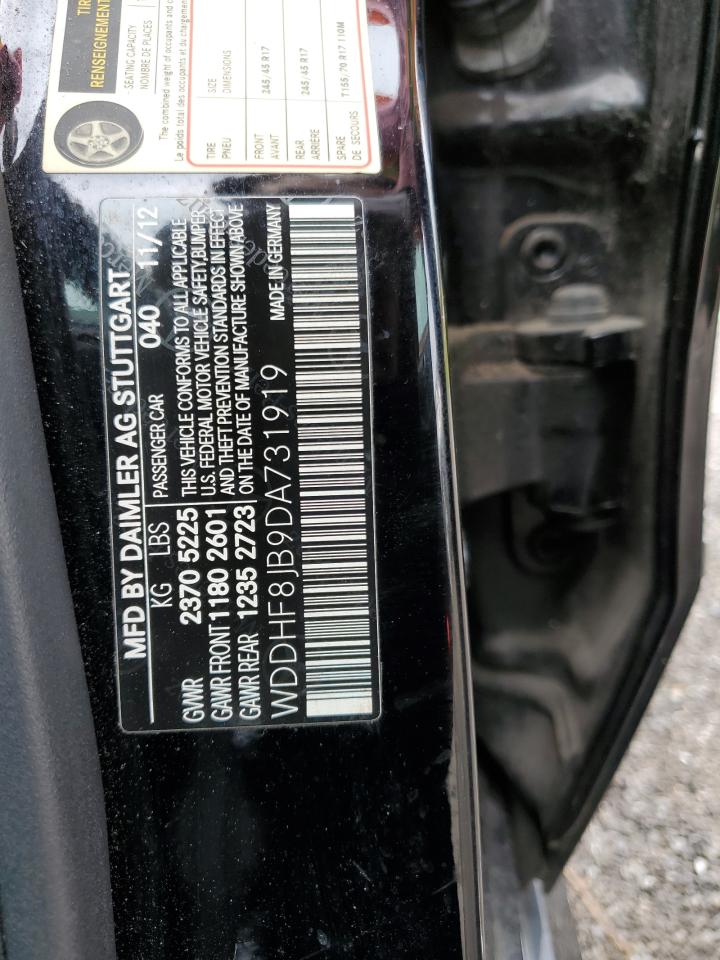 MFD BY DAIMLER AG STUTTGART
KG LBS PASSENGER CAR 040 11/12
GVWR 2370 5225 THIS VEHICLE CONFORMS TO ALL APPLICABLE
GAWR FRONT 1180 2601 U.S. FEDERAL MOTOR VEHICLE SAFETY,BUMPER,
GAWR REAR 1235 2723 AND THEFT PREVENTION STANDARDS IN EFFECT
ON THE DATE OF MANUFACTURE SHOWN ABOVE
WDDHF8JB9DA731919 MADE IN GERMANY
TIR
RENSEIGNEMENT
SEATING CAPACITY
NOMBRE DE PLACES
The combined weight of occupants and c
Le poids total des occupants et du chargement
TIRE SIZE
PNEU DIMENSIONS
FRONT 245/45 R17
AVANT
REAR 245/45 R17
ARRIÈRE
SPARE T155/70 R17 110M
DE SECOURS